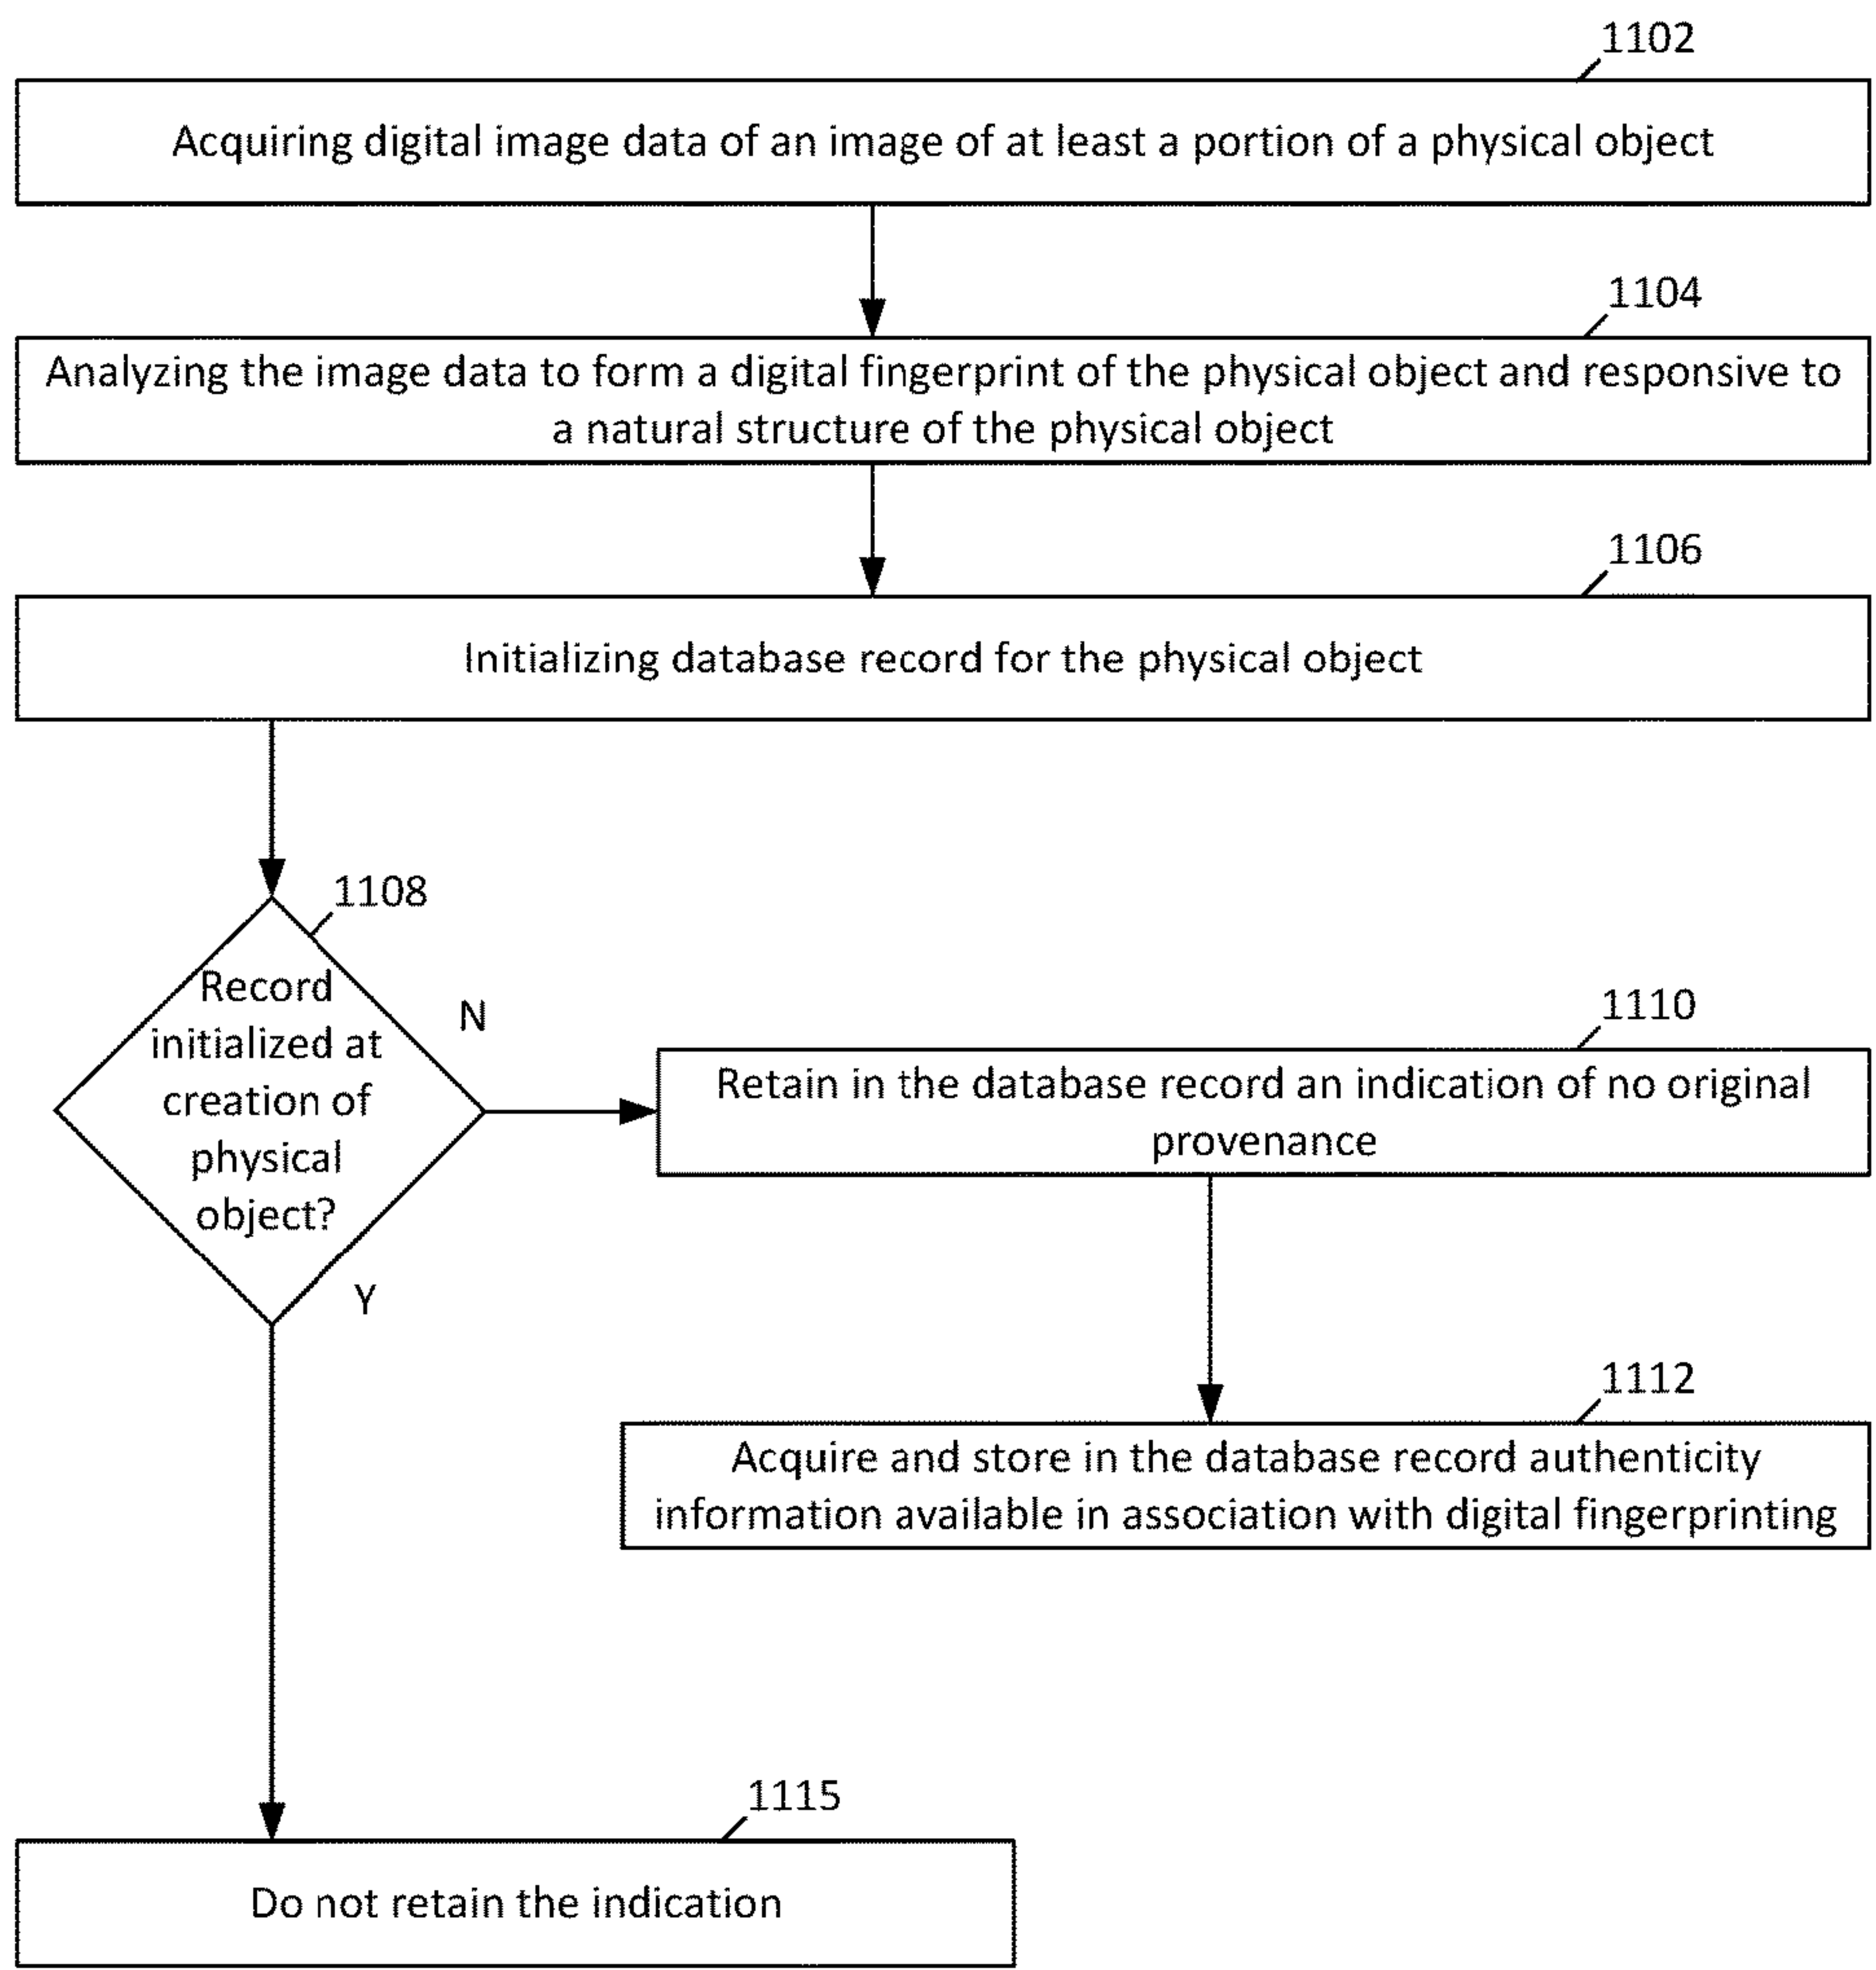 1102
Acquiring digital image data of an image of at least a portion of a physical object
1104
Analyzing the image data to form a digital fingerprint of the physical object and responsive to
a natural structure of the physical object
1106
Initializing database record for the physical object
1108
Record
initialized at
creation of
physical
object?
N
Y
1110
Retain in the database record an indication of no original
provenance
1112
Acquire and store in the database record authenticity
information available in association with digital fingerprinting
1115
Do not retain the indication